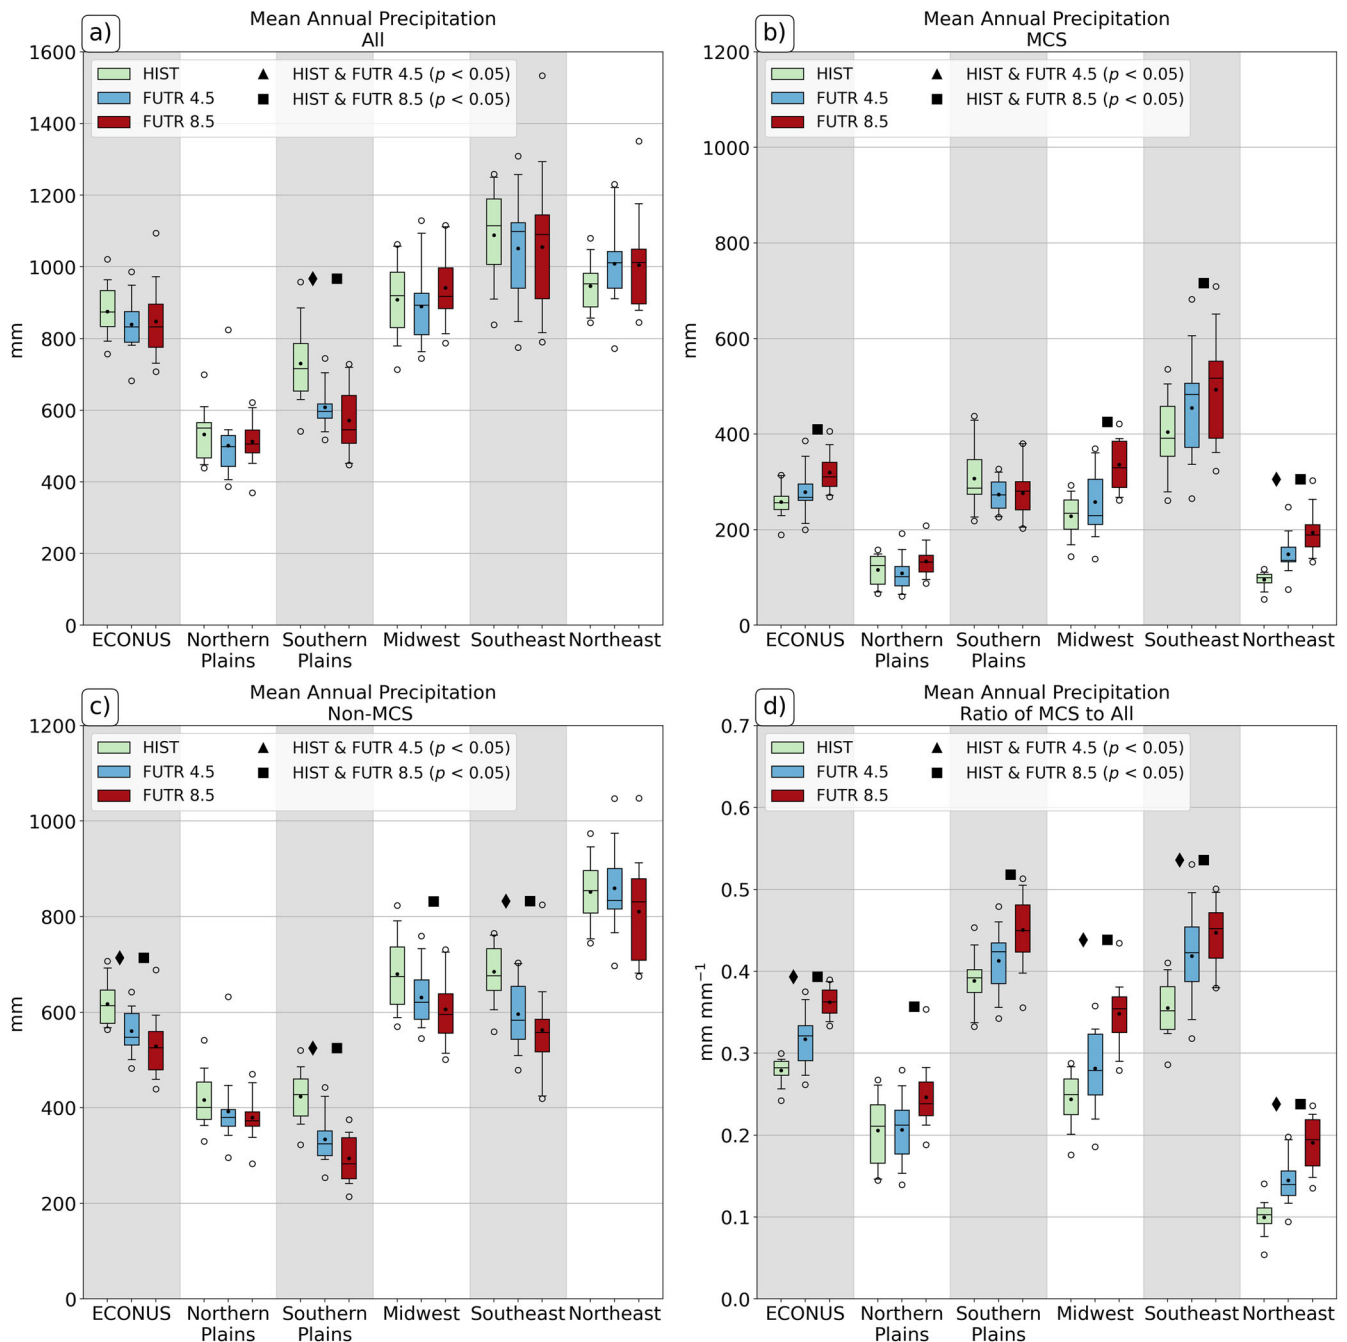 a)
Mean Annual Precipitation
All
HIST
FUTR 4.5
FUTR 8.5
HIST & FUTR 4.5 (p < 0.05)
HIST & FUTR 8.5 (p < 0.05)
1600
1400
1200
1000
800
600
400
200
0
mm
ECONUS
Northern
Plains
Southern
Plains
Midwest
Southeast
Northeast
b)
Mean Annual Precipitation
MCS
HIST
FUTR 4.5
FUTR 8.5
HIST & FUTR 4.5 (p < 0.05)
HIST & FUTR 8.5 (p < 0.05)
1200
1000
800
600
400
200
0
mm
ECONUS
Northern
Plains
Southern
Plains
Midwest
Southeast
Northeast
c)
Mean Annual Precipitation
Non-MCS
HIST
FUTR 4.5
FUTR 8.5
HIST & FUTR 4.5 (p < 0.05)
HIST & FUTR 8.5 (p < 0.05)
1200
1000
800
600
400
200
0
mm
ECONUS
Northern
Plains
Southern
Plains
Midwest
Southeast
Northeast
d)
Mean Annual Precipitation
Ratio of MCS to All
HIST
FUTR 4.5
FUTR 8.5
HIST & FUTR 4.5 (p < 0.05)
HIST & FUTR 8.5 (p < 0.05)
0.7
0.6
0.5
0.4
0.3
0.2
0.1
0.0
mm mm⁻¹
ECONUS
Northern
Plains
Southern
Plains
Midwest
Southeast
Northeast